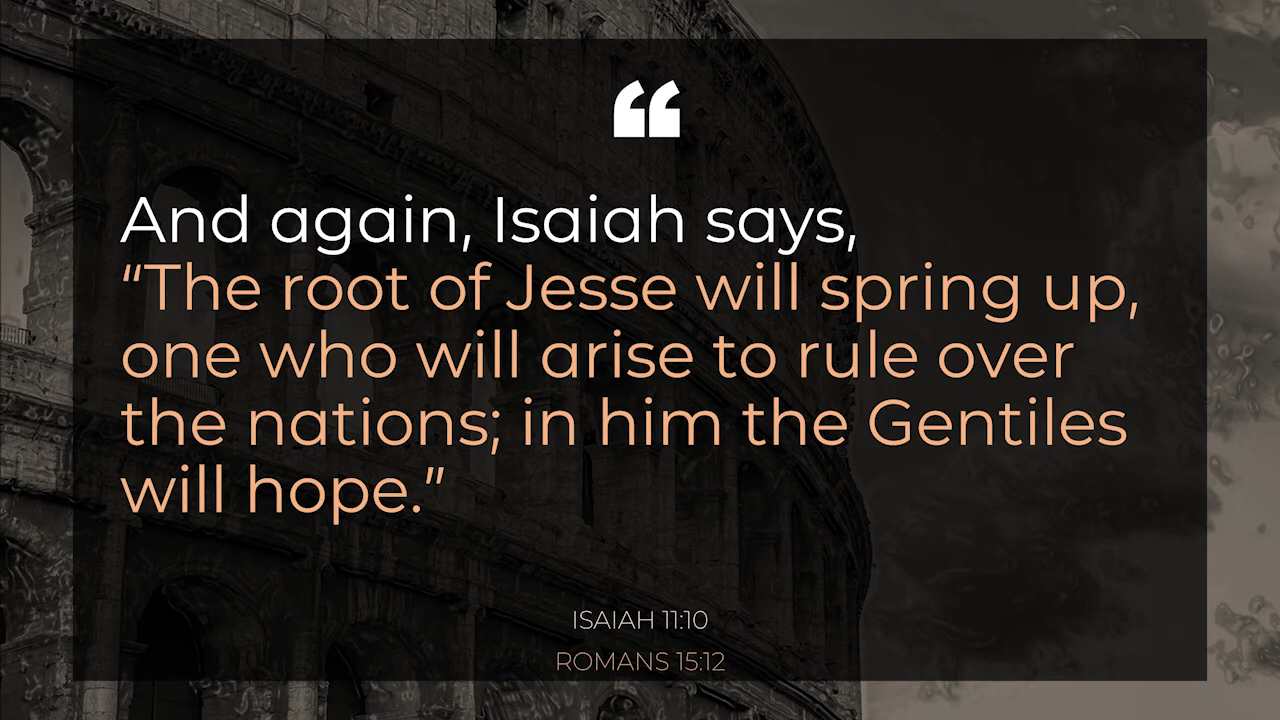 “
And again, Isaiah says,
“The root of Jesse will spring up,
one who will arise to rule over
the nations; in him the Gentiles
will hope.”
ISAIAH 11:10
ROMANS 15:12